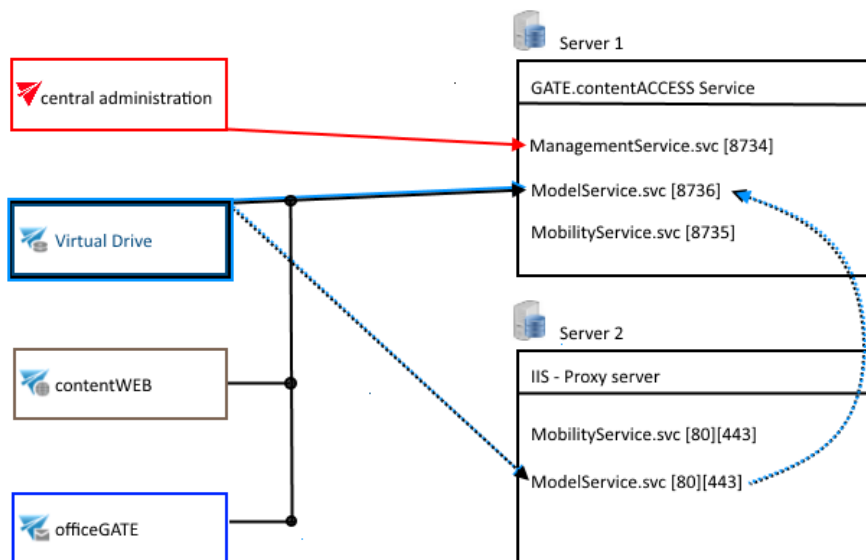 Server 1
central administration
GATE.contentACCESS Service
ManagementService.svc [8734]
ModelService.svc [8736]
MobilityService.svc [8735]
Virtual Drive
Server 2
IIS - Proxy server
contentWEB
MobilityService.svc [80][443]
ModelService.svc [80][443]
officeGATE